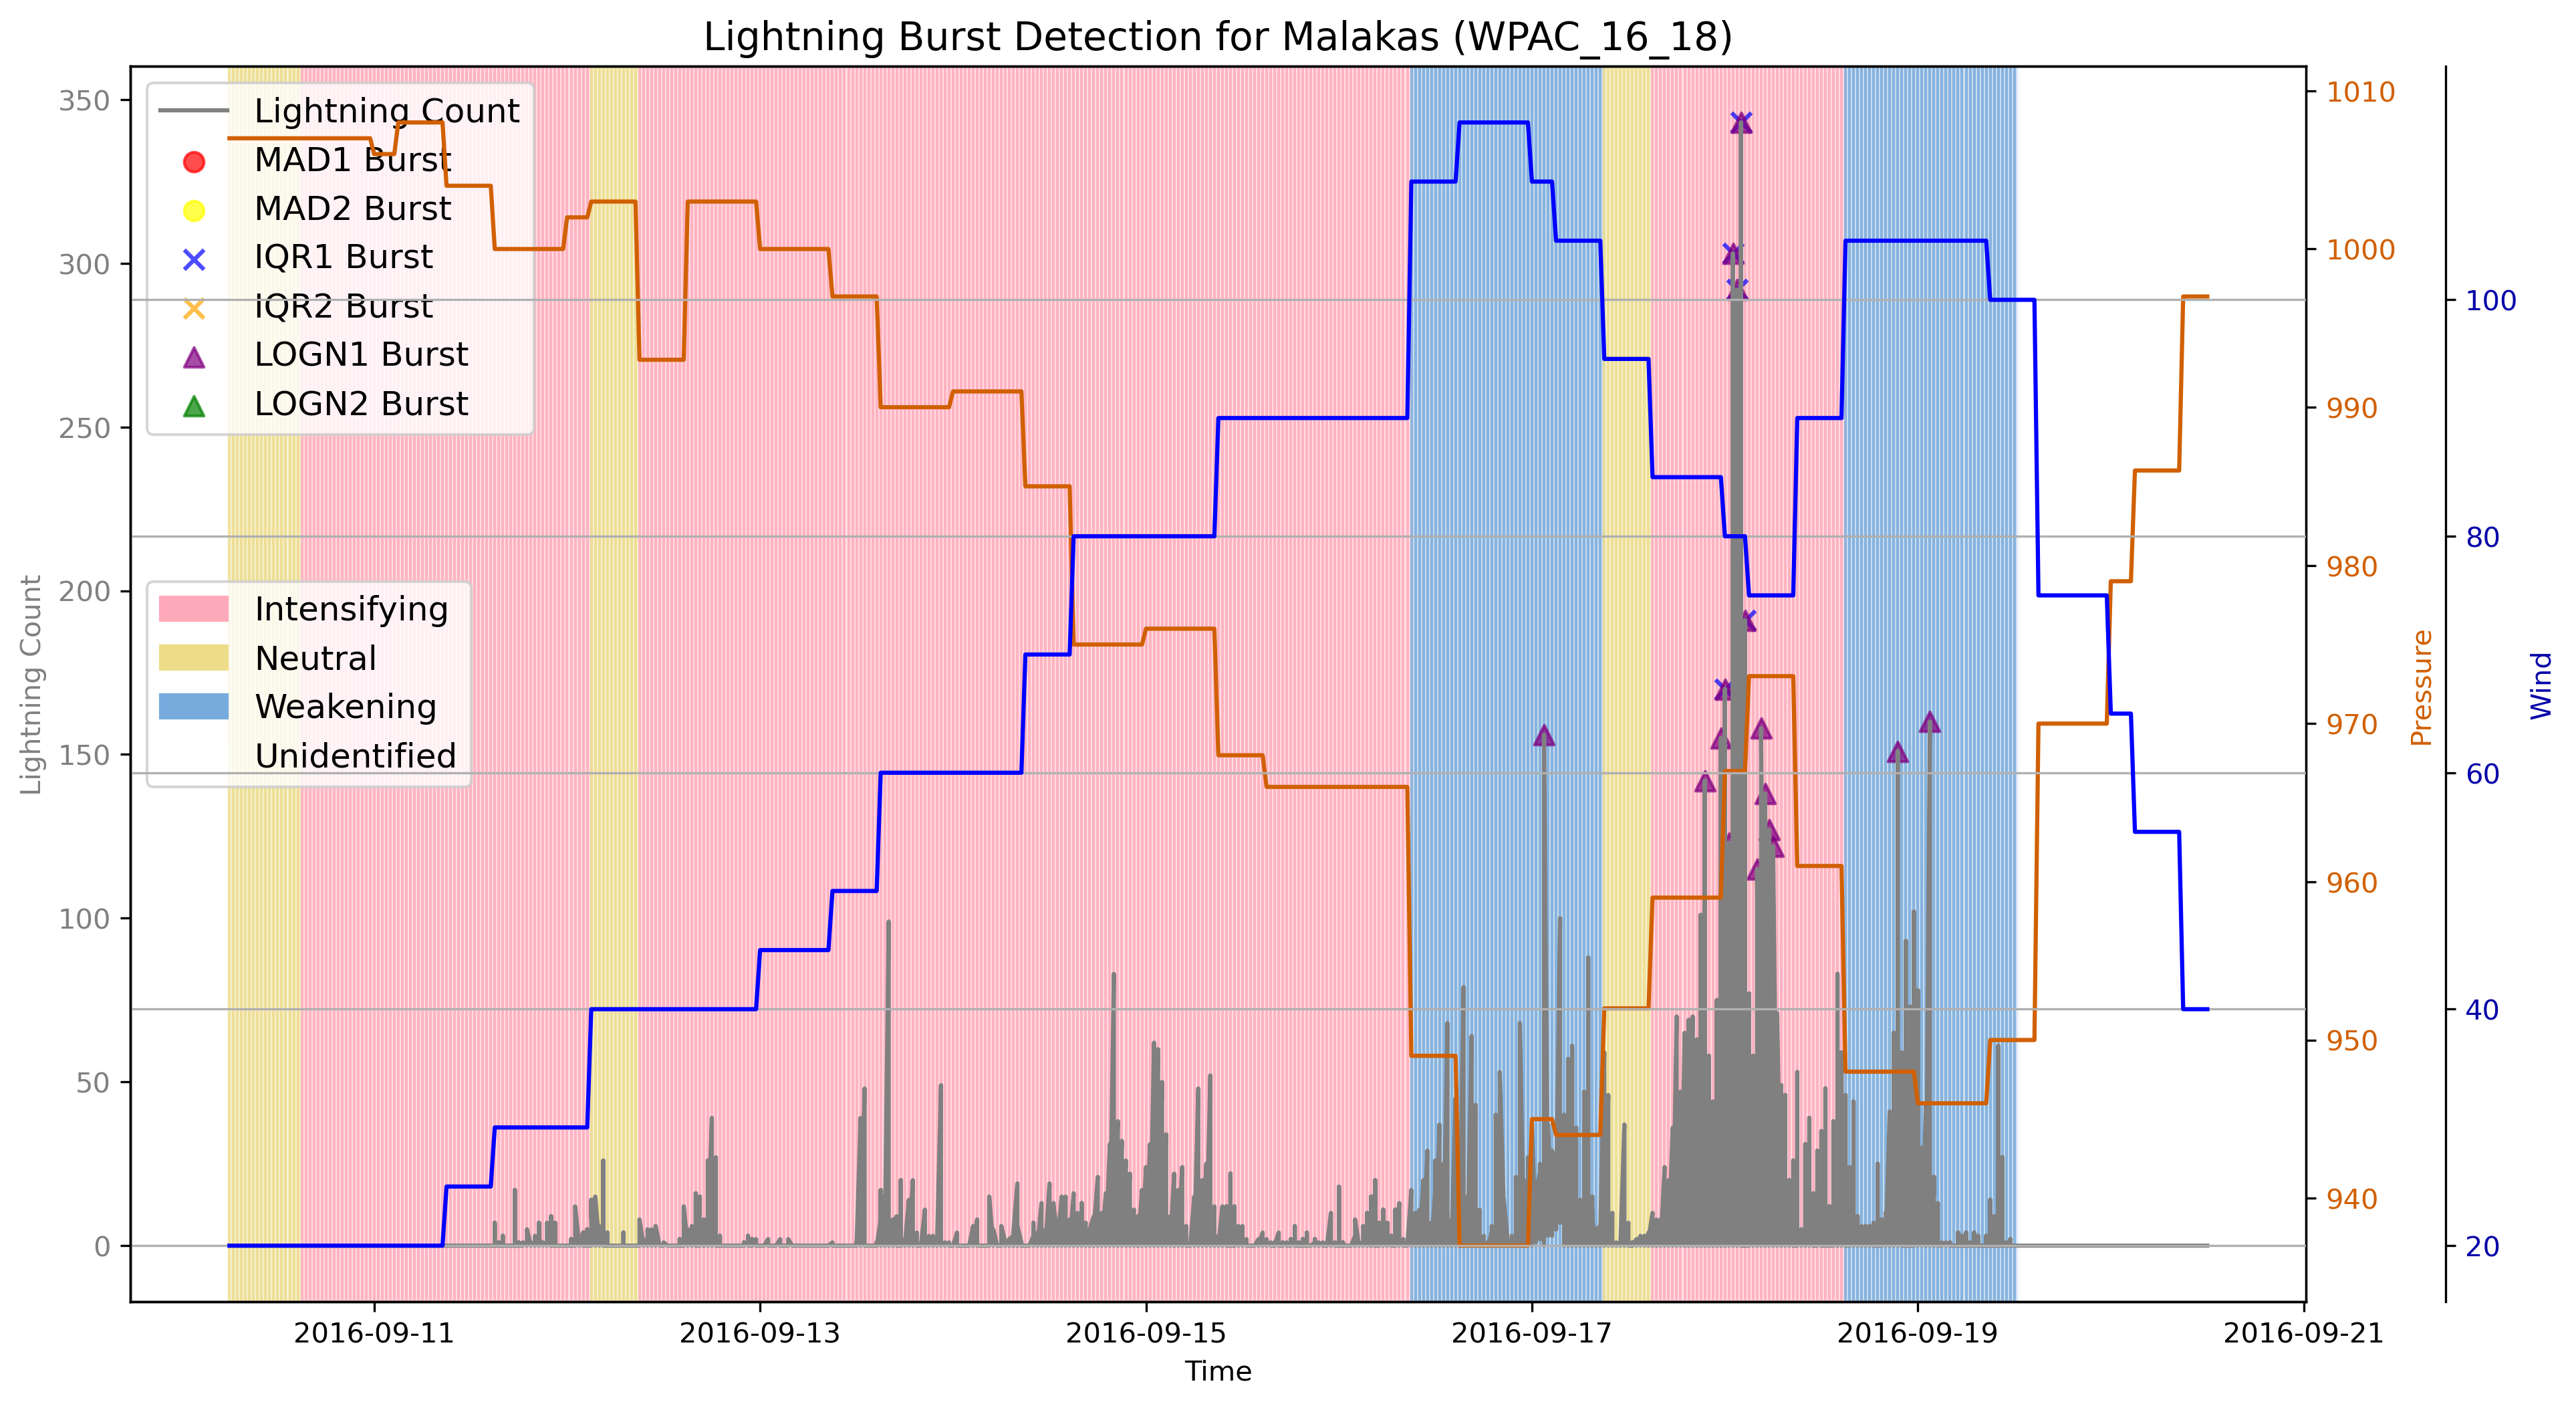 Lightning Burst Detection for Malakas (WPAC_16_18)
Lightning Count
MAD1 Burst
MAD2 Burst
IQR1 Burst
IQR2 Burst
LOGN1 Burst
LOGN2 Burst
Intensifying
Neutral
Weakening
Unidentified
350
300
250
200
150
100
50
0
Lightning Count
1010
1000
990
980
970
960
950
940
Pressure
100
80
60
40
20
Wind
2016-09-11
2016-09-13
2016-09-15
2016-09-17
2016-09-19
2016-09-21
Time